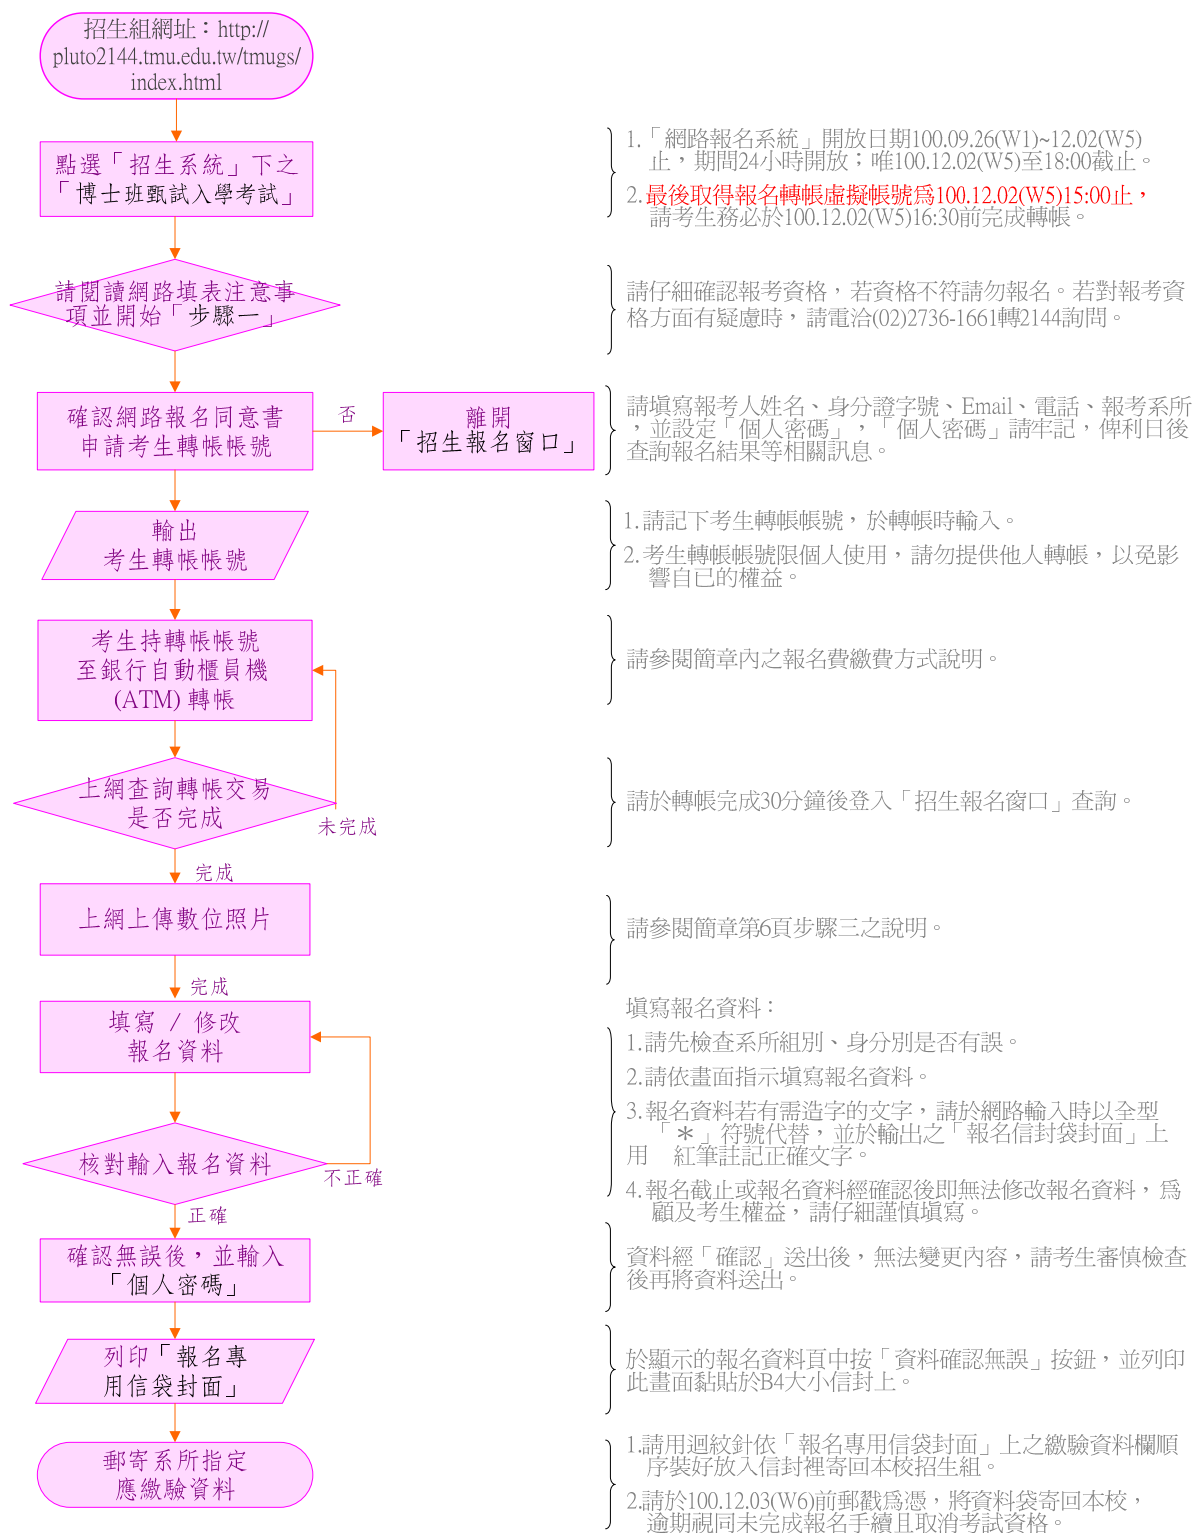 招生組網址：http://
pluto2144.tmu.edu.tw/tmugs/
index.html
點選「招生系統」下之
「博士班甄試入學考試」
1.「網路報名系統」開放日期100.09.26(W1)~12.02(W5)
止，期間24小時開放；唯100.12.02(W5)至18:00截止。
2.最後取得報名轉帳虛擬帳號爲100.12.02(W5)15:00止，
請考生務必於100.12.02(W5)16:30前完成轉帳。
請閱讀網路填表注意事
項並開始「步驟一」
請仔細確認報考資格，若資格不符請勿報名。若對報考資
格方面有疑慮時，請電洽(02)2736-1661轉2144詢問。
確認網路報名同意書
申請考生轉帳帳號
否
離開
「招生報名窗口」
請填寫報考人姓名、身分證字號、Email、電話、報考系所
，並設定「個人密碼」，「個人密碼」請牢記，俾利日後
查詢報名結果等相關訊息。
輸出
考生轉帳帳號
1.請記下考生轉帳帳號，於轉帳時輸入。
2.考生轉帳帳號限個人使用，請勿提供他人轉帳，以免影
響自已的權益。
考生持轉帳帳號
至銀行自動櫃員機
(ATM) 轉帳
請參閱簡章內之報名費繳費方式說明。
上網查詢轉帳交易
是否完成
未完成
請於轉帳完成30分鐘後登入「招生報名窗口」查詢。
完成
上網上傳數位照片
請參閱簡章第6頁步驟三之說明。
完成
填寫 / 修改
報名資料
填寫報名資料：
1.請先檢查系所組別、身分別是否有誤。
2.請依畫面指示填寫報名資料。
3.報名資料若有需造字的文字，請於網路輸入時以全型
「＊」符號代替，並於輸出之「報名信封袋封面」上
用　紅筆註記正確文字。
4.報名截止或報名資料經確認後即無法修改報名資料，爲
顧及考生權益，請仔細謹慎填寫。
核對輸入報名資料
不正確
正確
確認無誤後，並輸入
「個人密碼」
資料經「確認」送出後，無法變更內容，請考生審慎檢查
後再將資料送出。
列印「報名專
用信袋封面」
於顯示的報名資料頁中按「資料確認無誤」按鈕，並列印
此畫面黏貼於B4大小信封上。
郵寄系所指定
應繳驗資料
1.請用迴紋針依「報名專用信袋封面」上之繳驗資料欄順
序裝好放入信封裡寄回本校招生組。
2.請於100.12.03(W6)前郵戳爲憑，將資料袋寄回本校，
逾期視同未完成報名手續且取消考試資格。